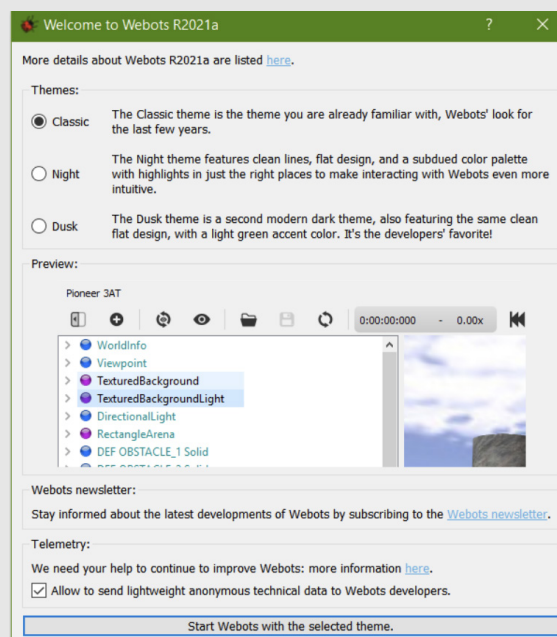 Welcome to Webots R2021a ? ×
More details about Webots R2021a are listed here.
Themes:
Classic
The Classic theme is the theme you are already familiar with, Webots' look for
the last few years.
Night
The Night theme features clean lines, flat design, and a subdued color palette
with highlights in just the right places to make interacting with Webots even more
intuitive.
Dusk
The Dusk theme is a second modern dark theme, also featuring the same clean
flat design, with a light green accent color. It's the developers' favorite!
Preview:
Pioneer 3AT
0:00:00:000 - 0.00x
WorldInfo
Viewpoint
TexturedBackground
TexturedBackgroundLight
DirectionalLight
RectangleArena
DEF OBSTACLE_1 Solid
Webots newsletter:
Stay informed about the latest developments of Webots by subscribing to the Webots newsletter.
Telemetry:
We need your help to continue to improve Webots: more information here.
Allow to send lightweight anonymous technical data to Webots developers.
Start Webots with the selected theme.